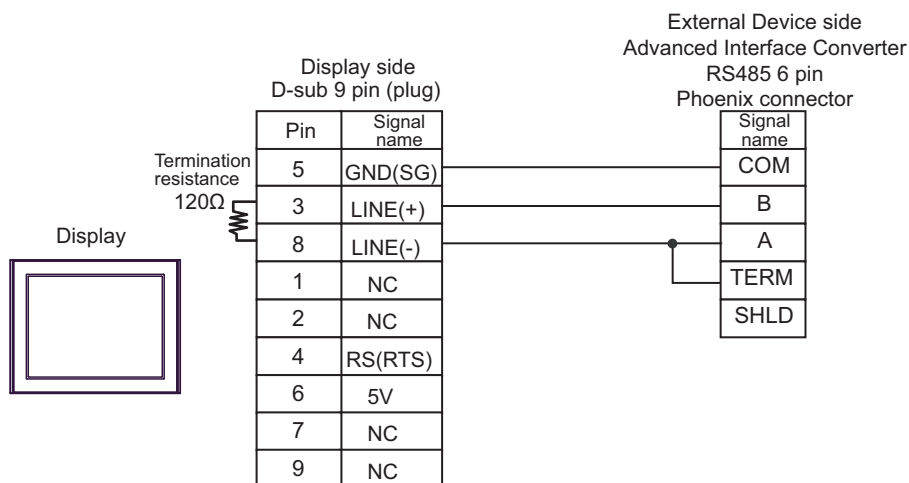 External Device side
Advanced Interface Converter
RS485 6 pin
Phoenix connector
Display side
D-sub 9 pin (plug)
Termination
resistance
120Ω
Display
Pin
Signal
name
5
GND(SG)
3
LINE(+)
8
LINE(-)
1
NC
2
NC
4
RS(RTS)
6
5V
7
NC
9
NC
Signal
name
COM
B
A
TERM
SHLD